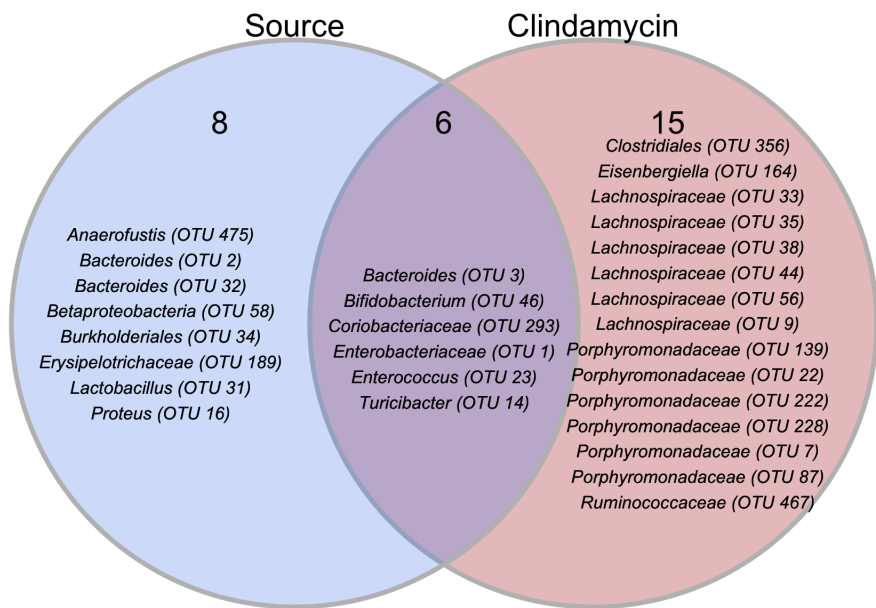 Source
Clindamycin
8
Anaerofustis (OTU 475)
Bacteroides (OTU 2)
Bacteroides (OTU 32)
Betaproteobacteria (OTU 58)
Burkholderiales (OTU 34)
Erysipelotrichaceae (OTU 189)
Lactobacillus (OTU 31)
Proteus (OTU 16)
6
Bacteroides (OTU 3)
Bifidobacterium (OTU 46)
Coriobacteriaceae (OTU 293)
Enterobacteriaceae (OTU 1)
Enterococcus (OTU 23)
Turicibacter (OTU 14)
15
Clostridiales (OTU 356)
Eisenbergiella (OTU 164)
Lachnospiraceae (OTU 33)
Lachnospiraceae (OTU 35)
Lachnospiraceae (OTU 38)
Lachnospiraceae (OTU 44)
Lachnospiraceae (OTU 56)
Lachnospiraceae (OTU 9)
Porphyromonadaceae (OTU 139)
Porphyromonadaceae (OTU 22)
Porphyromonadaceae (OTU 222)
Porphyromonadaceae (OTU 228)
Porphyromonadaceae (OTU 7)
Porphyromonadaceae (OTU 87)
Ruminococcaceae (OTU 467)